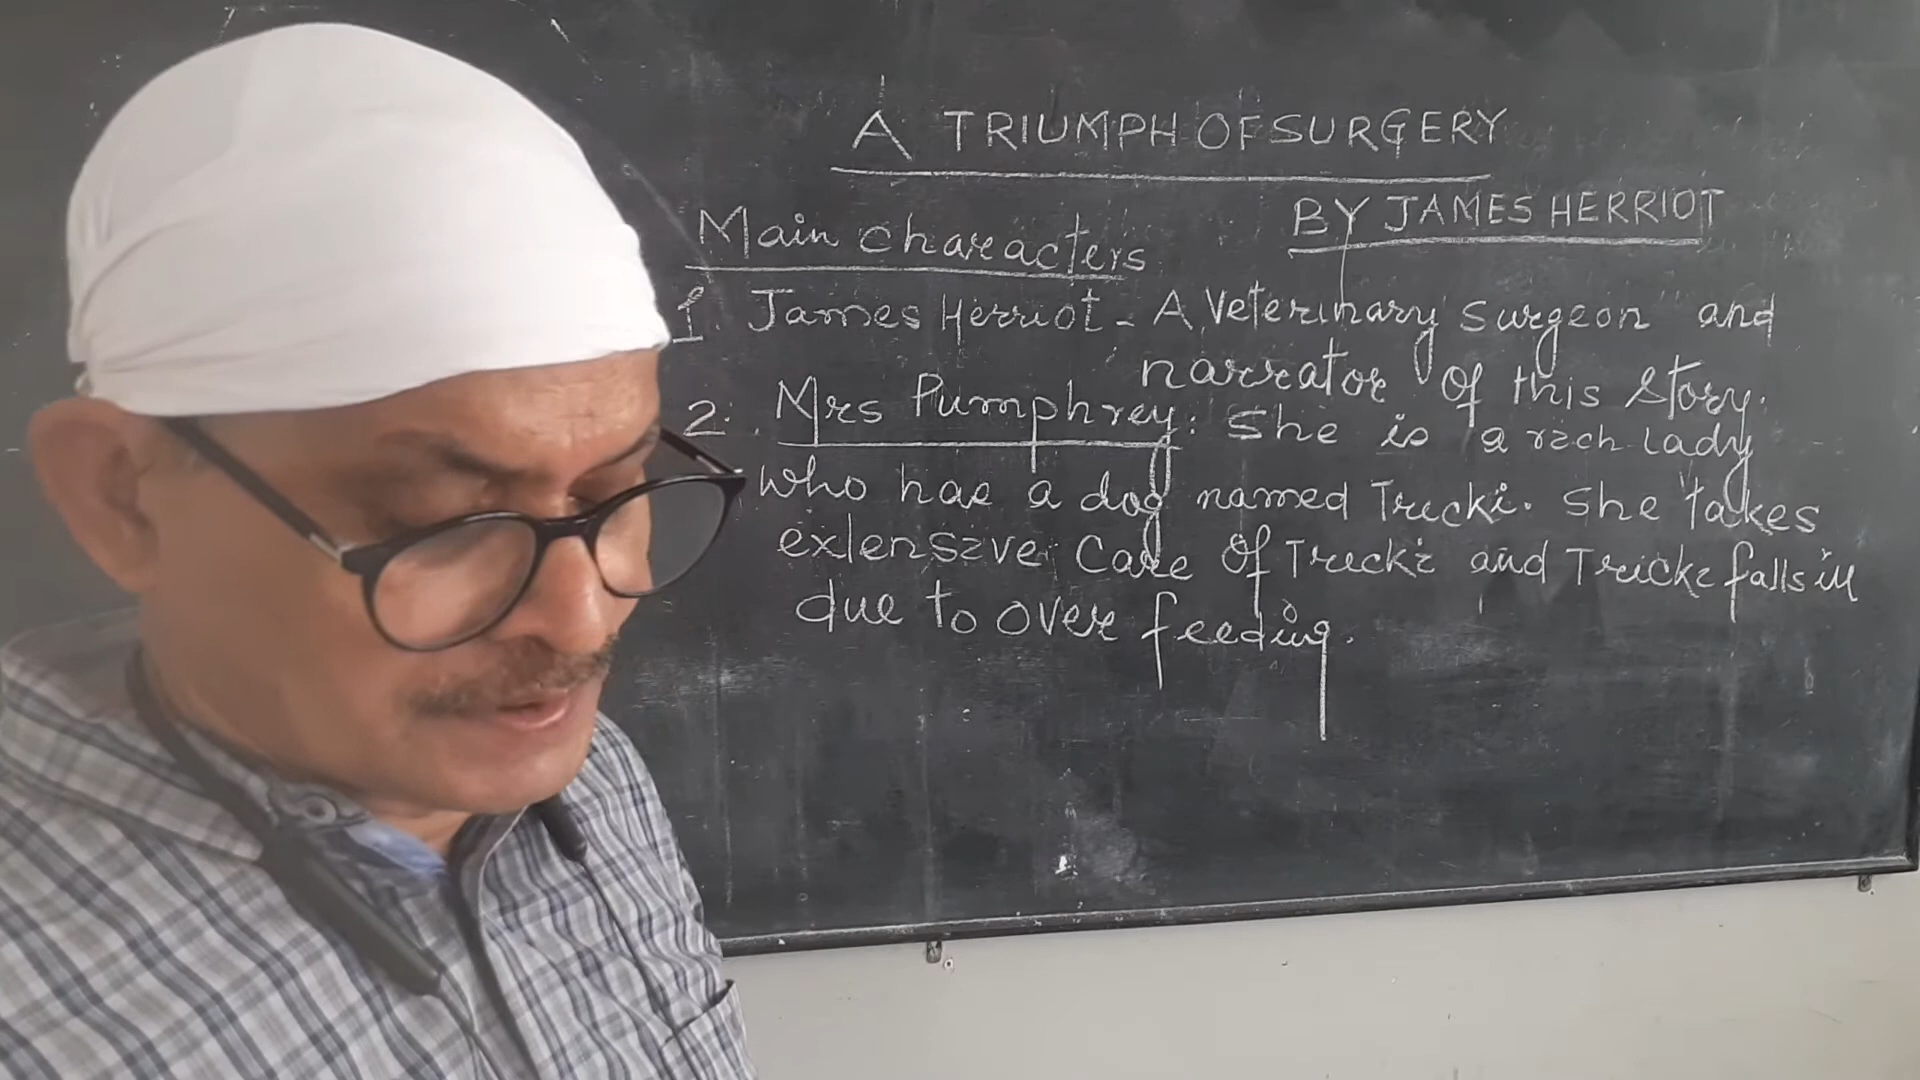 A TRIUMPH OF SURGERY
BY JAMES HERRIOT
Main characters
1. James Herriot - A Veterinary surgeon and
narrator of this story.
2. Mrs Pumphrey: She is a rich lady
who has a dog named Tricki. She takes
extensive care of Tricki and Tricki falls ill
due to over feeding.